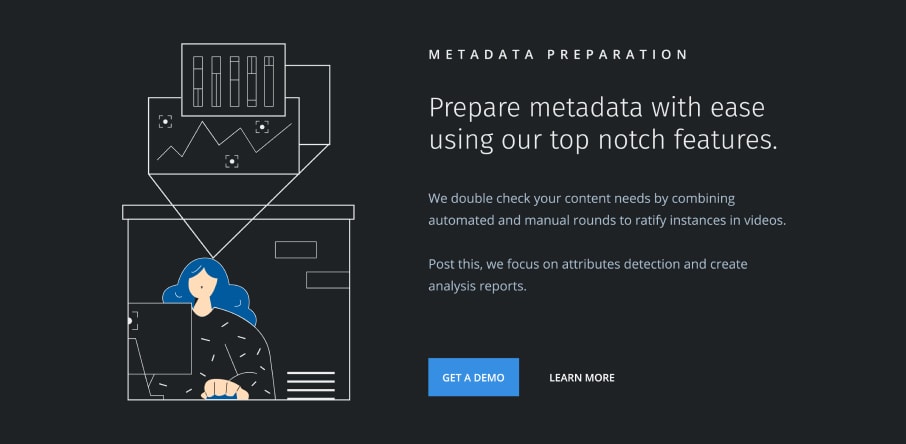 METADATA PREPARATION
Prepare metadata with ease
using our top notch features.
We double check your content needs by combining
automated and manual rounds to ratify instances in videos.
Post this, we focus on attributes detection and create
analysis reports.
GET A DEMO
LEARN MORE